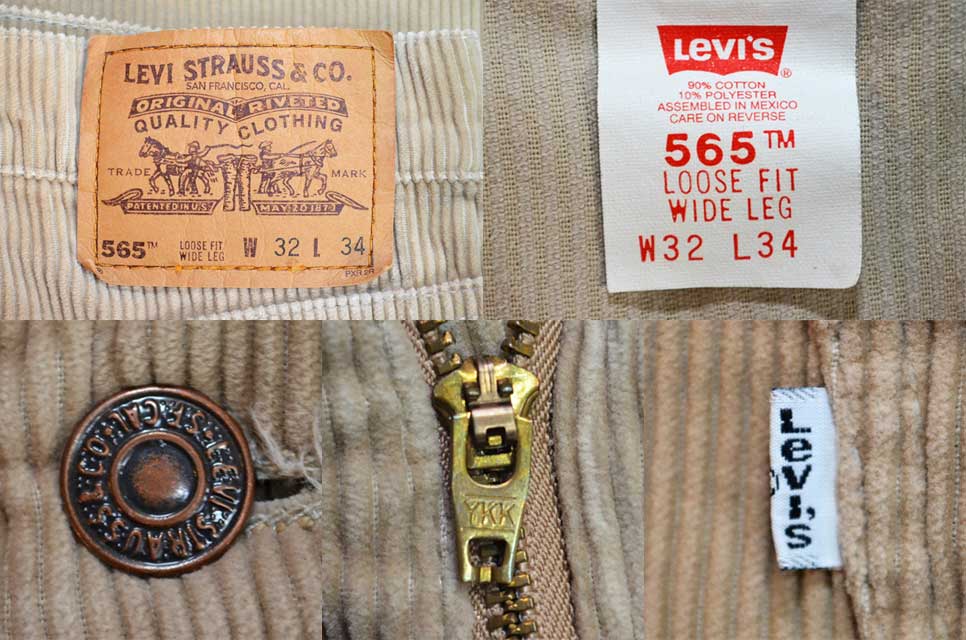 LEVI STRAUSS & CO.
SAN FRANCISCO, CAL.
ORIGINAL RIVETED
QUALITY CLOTHING
TRADE MARK
PATENTED IN U.S. MAY 20 1873
565™ LOOSE FIT WIDE LEG W 32 L 34
PXR 2R
Levi's®
90% COTTON
10% POLYESTER
ASSEMBLED IN MEXICO
CARE ON REVERSE
565™
LOOSE FIT
WIDE LEG
W32 L34
LEVI STRAUSS & CO. S.F. CAL.
YKK
Levi's